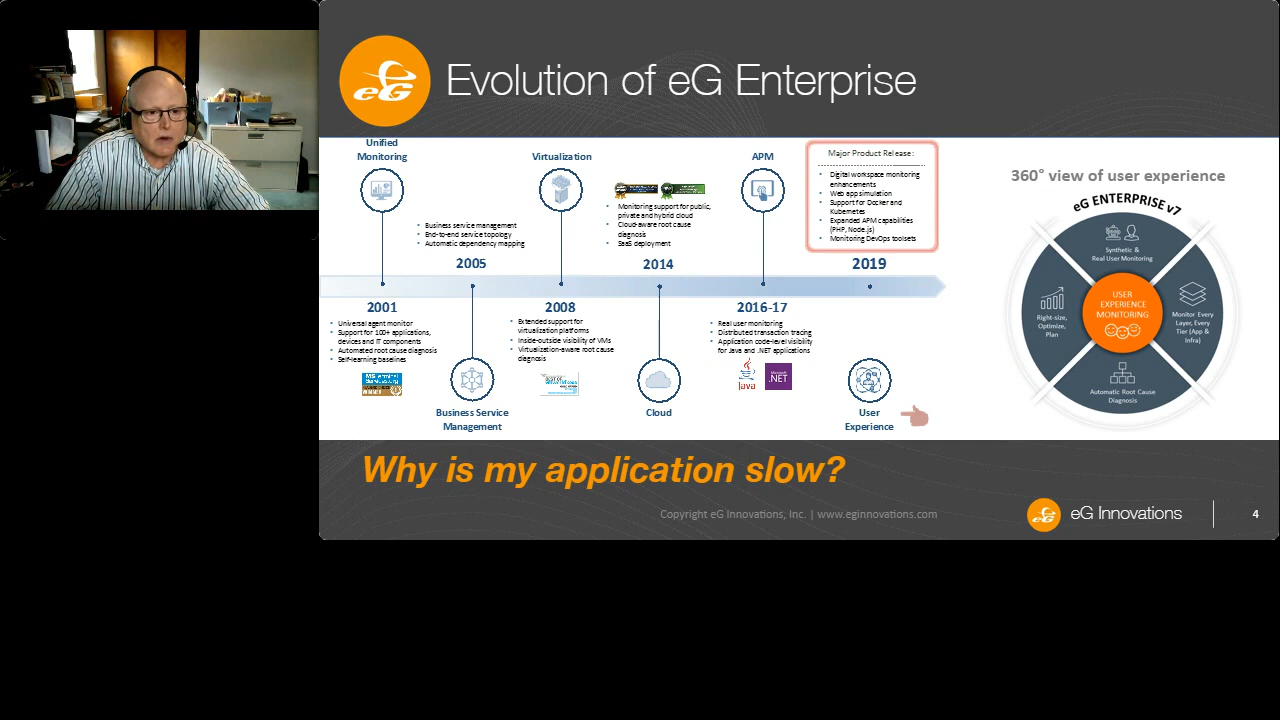 eG
Evolution of eG Enterprise
Unified
Monitoring
Virtualization
APM
Major Product Release:
• Digital workspace monitoring
enhancements
• Web app simulation
• Support for Docker and
Kubernetes
• Expanded APM capabilities
(PHP, Node.js)
• Monitoring DevOps toolsets
• Business service management
• End-to-end service topology
• Automatic dependency mapping
• Monitoring support for public,
private and hybrid cloud
• Cloud-aware root cause
diagnosis
• SaaS deployment
2005
2014
2019
2001
2008
2016-17
• Universal agent monitor
• Support for 100+ applications,
devices and IT components
• Automated root cause diagnosis
• Self-learning baselines
• Extended support for
virtualization platforms
• Inside-outside visibility of VMs
• Virtualization-aware root cause
diagnosis
• Real user monitoring
• Distributed transaction tracing
• Application code-level visibility
for Java and .NET applications
Java
Microsoft
.NET
Business Service
Management
Cloud
User
Experience
360° view of user experience
eG ENTERPRISE v7
Synthetic &
Real User Monitoring
USER
EXPERIENCE
MONITORING
Right-size,
Optimize,
Plan
Monitor Every
Layer, Every
Tier (App &
Infra)
Automatic Root Cause
Diagnosis
Why is my application slow?
Copyright eG Innovations, Inc. | www.eginnovations.com
eG
eG Innovations
4